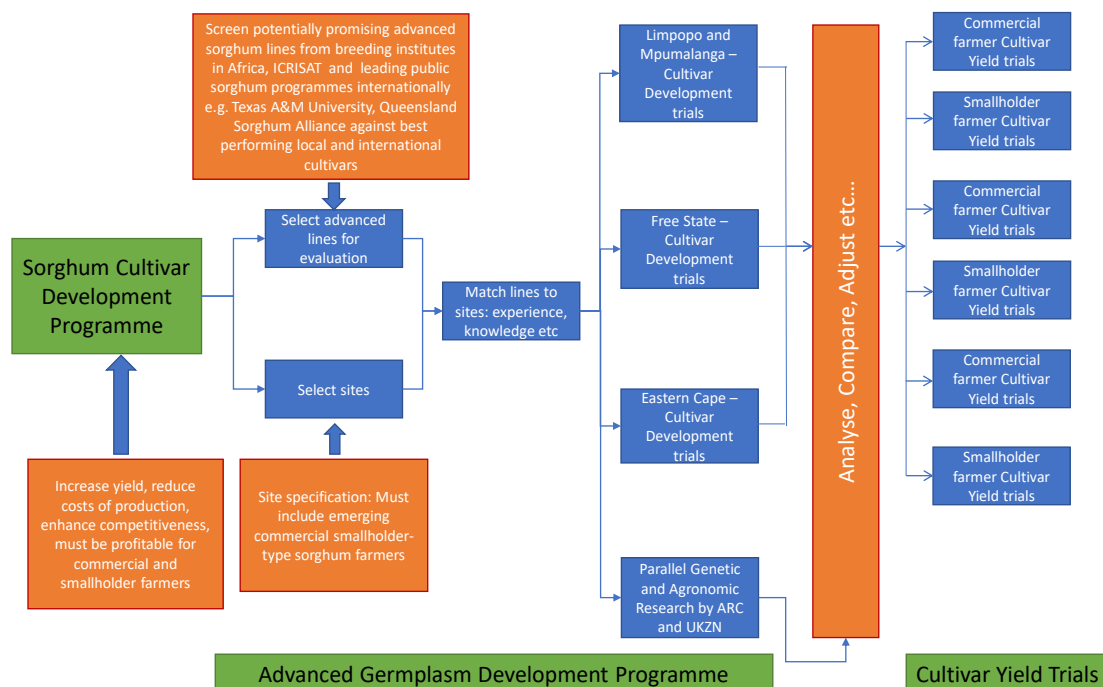 Screen potentially promising advanced
sorghum lines from breeding institutes
in Africa, ICRISAT and leading public
sorghum programmes internationally
e.g. Texas A&M University, Queensland
Sorghum Alliance against best
performing local and international
cultivars
Sorghum Cultivar
Development
Programme
Increase yield, reduce
costs of production,
enhance competitiveness,
must be profitable for
commercial and
smallholder farmers
Select advanced
lines for
evaluation
Select sites
Site specification: Must
include emerging
commercial smallholder-
type sorghum farmers
Match lines to
sites: experience,
knowledge etc
Limpopo and
Mpumalanga –
Cultivar
Development
trials
Free State –
Cultivar
Development
trials
Eastern Cape –
Cultivar
Development
trials
Parallel Genetic
and Agronomic
Research by ARC
and UKZN
Analyse, Compare, Adjust etc...
Commercial
farmer Cultivar
Yield trials
Smallholder
farmer Cultivar
Yield trials
Commercial
farmer Cultivar
Yield trials
Smallholder
farmer Cultivar
Yield trials
Commercial
farmer Cultivar
Yield trials
Smallholder
farmer Cultivar
Yield trials
Advanced Germplasm Development Programme
Cultivar Yield Trials